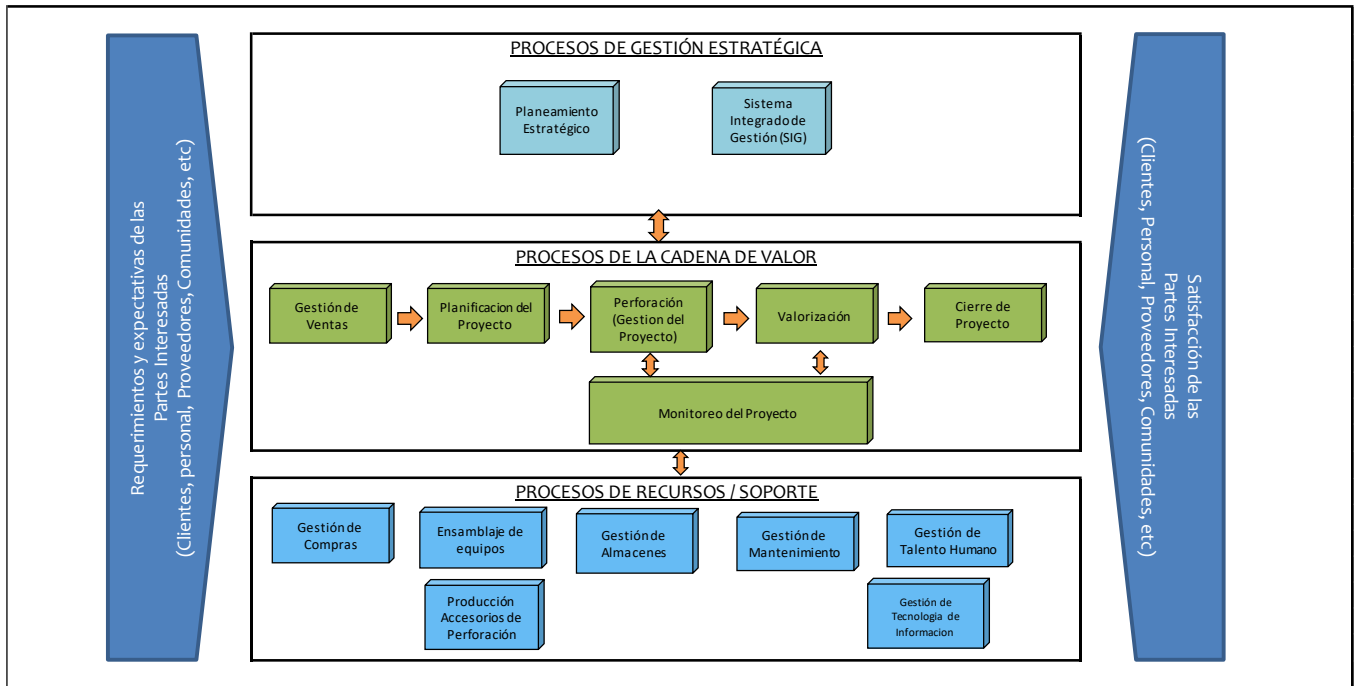 Requerimientos y expectativas de las
Partes Interesadas
(Clientes, personal, Proveedores, Comunidades, etc)
PROCESOS DE GESTIÓN ESTRATÉGICA
Planeamiento
Estratégico
Sistema
Integrado de
Gestión (SIG)
PROCESOS DE LA CADENA DE VALOR
Gestión de
Ventas
Planificacion del
Proyecto
Perforación
(Gestion del
Proyecto)
Valorización
Cierre de
Proyecto
Monitoreo del Proyecto
PROCESOS DE RECURSOS / SOPORTE
Gestión de
Compras
Ensamblaje de
equipos
Gestión de
Almacenes
Gestión de
Mantenimiento
Gestión de
Talento Humano
Producción
Accesorios de
Perforación
Gestión de
Tecnologia de
Informacion
Satisfacción de las
Partes Interesadas
(Clientes, Personal, Proveedores, Comunidades, etc)